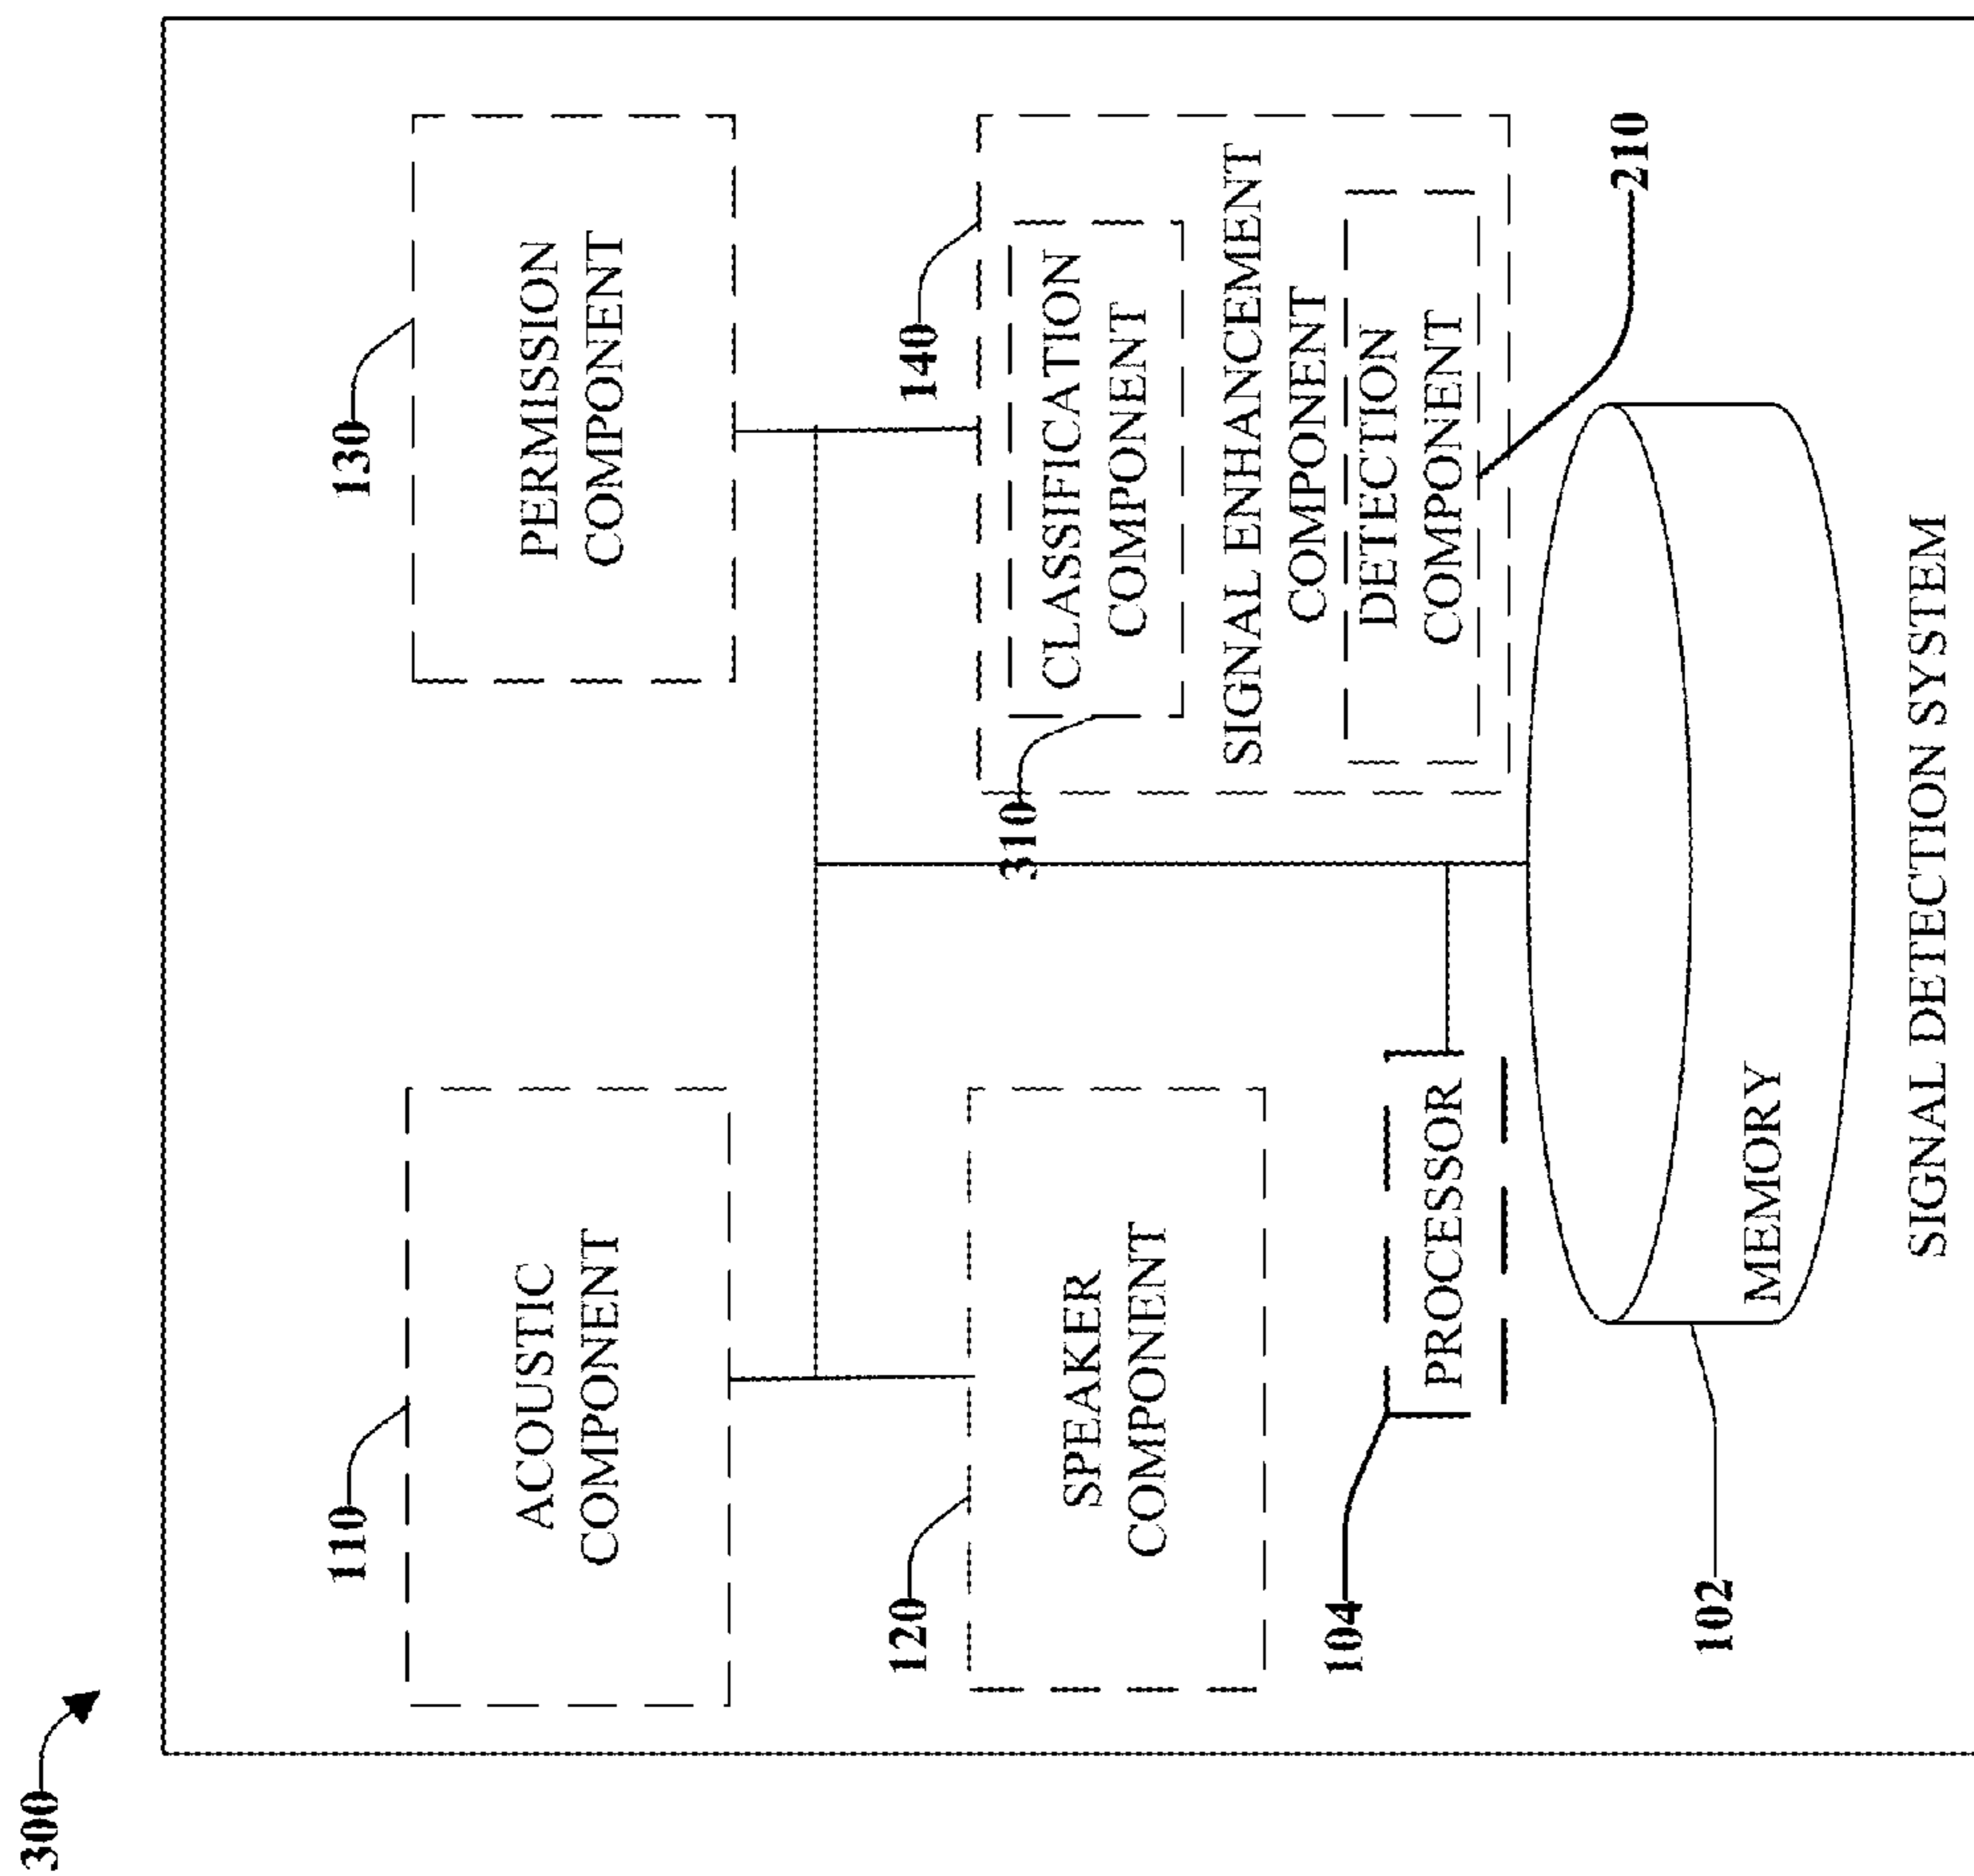 300
110
ACOUSTIC
COMPONENT
130
PERMISSION
COMPONENT
120
SPEAKER
COMPONENT
140
310
CLASSIFICATION
COMPONENT
SIGNAL ENHANCEMENT
COMPONENT
DETECTION
COMPONENT
210
104
PROCESSOR
102
MEMORY
SIGNAL DETECTION SYSTEM